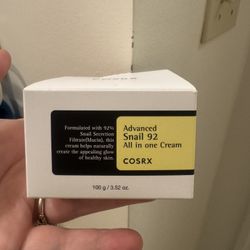 COSRX
Formulated with 92%
Snail Secretion
Filtrate(Mucin), this
cream helps naturally
create the appealing glow
of healthy skin.
Advanced
Snail 92
All in one Cream
COSRX
100 g / 3.52 oz.